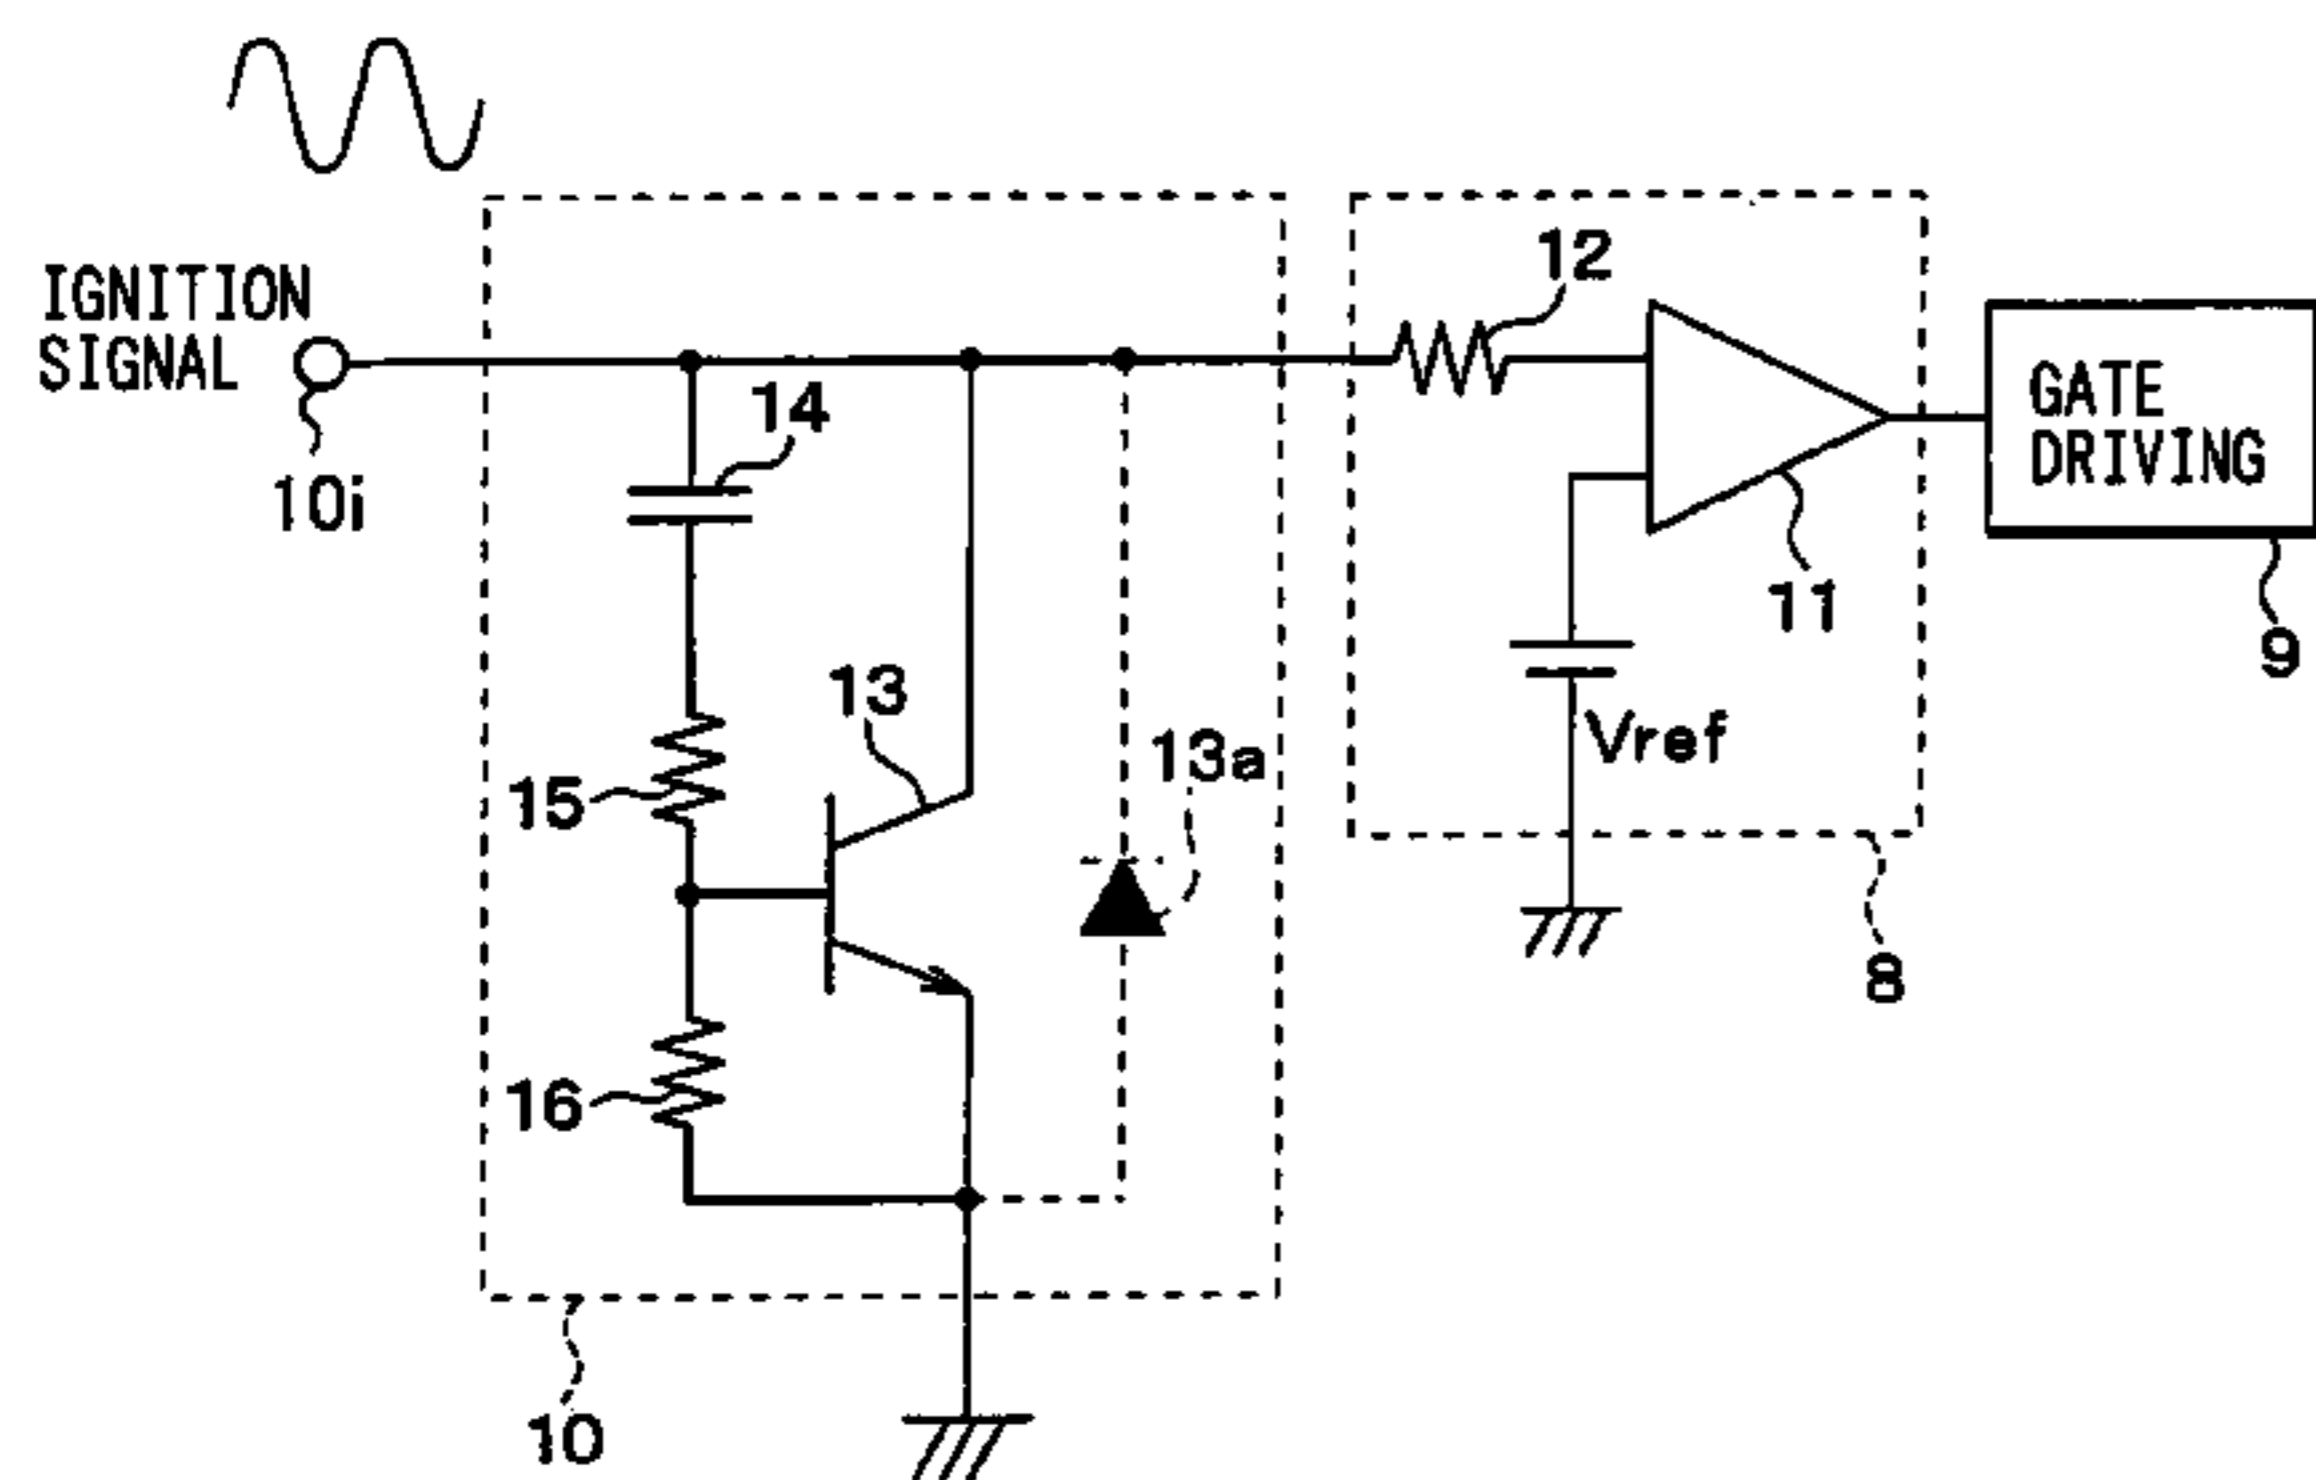 IGNITION
SIGNAL
10i
12
14
GATE
DRIVING
11
9
13
Vref
13a
15
8
16
10